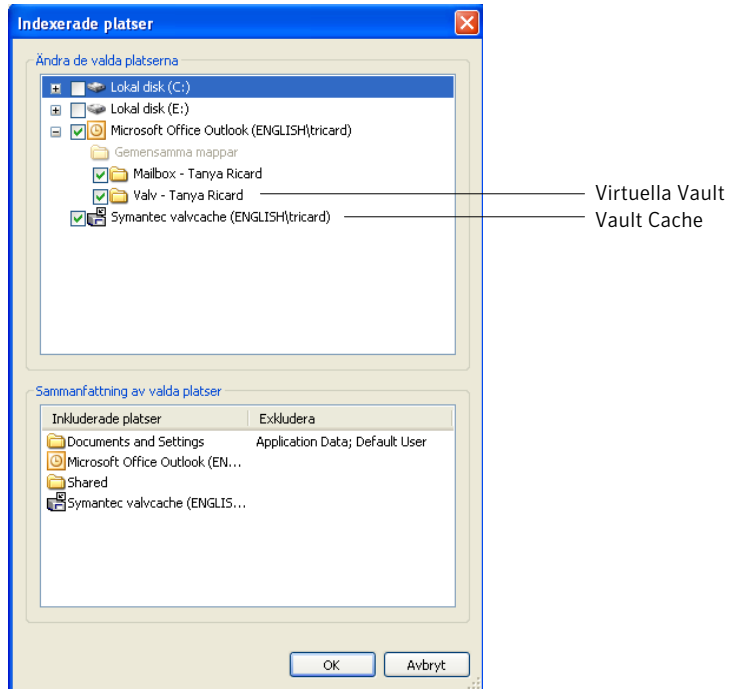 Indexerade platser
Ändra de valda platserna
Lokal disk (C:)
Lokal disk (E:)
Microsoft Office Outlook (ENGLISH\tricard)
Gemensamma mappar
Mailbox - Tanya Ricard
Valv - Tanya Ricard
Virtuella Vault
Symantec valvcache (ENGLISH\tricard)
Vault Cache
Sammanfattning av valda platser
Inkluderade platser Exkludera
Documents and Settings Application Data; Default User
Microsoft Office Outlook (EN...
Shared
Symantec valvcache (ENGLIS...
OK Avbryt